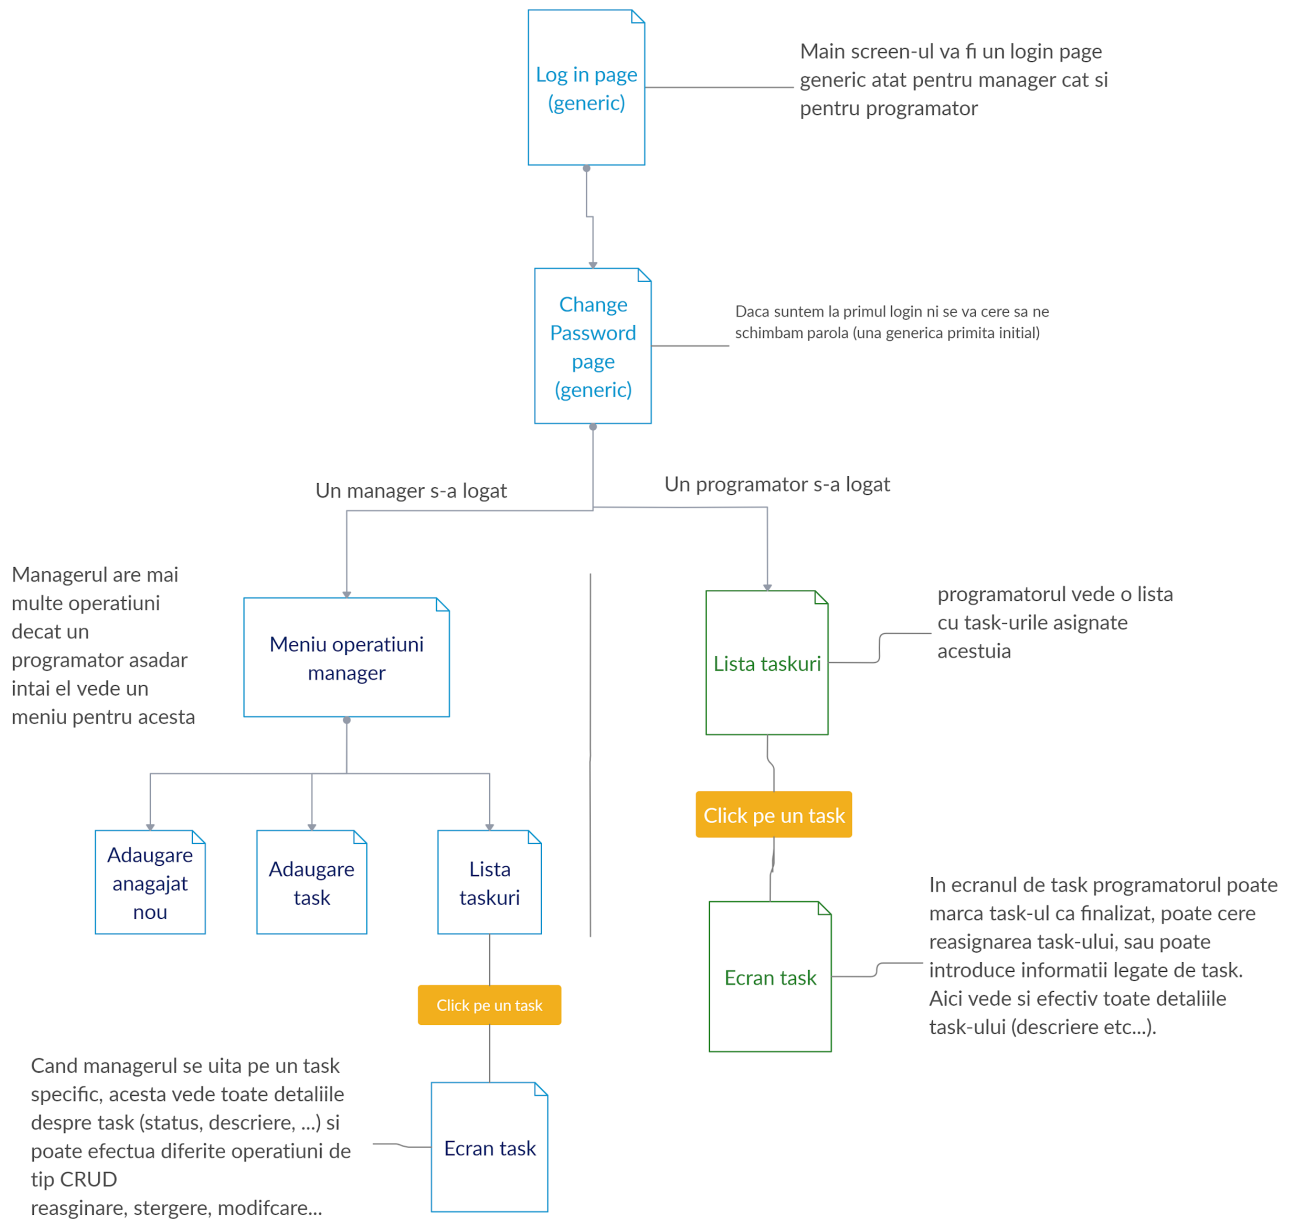 Log in page
(generic)
Main screen-ul va fi un login page
generic atat pentru manager cat si
pentru programator
Change
Password
page
(generic)
Daca suntem la primul login ni se va cere sa ne
schimbam parola (una generica primita initial)
Un manager s-a logat
Un programator s-a logat
Managerul are mai
multe operatiuni
decat un
programator asadar
intai el vede un
meniu pentru acesta
Meniu operatiuni
manager
Lista taskuri
programatorul vede o lista
cu task-urile asignate
acestuia
Adaugare
anagajat
nou
Adaugare
task
Lista
taskuri
Click pe un task
Click pe un task
Ecran task
In ecranul de task programatorul poate
marca task-ul ca finalizat, poate cere
reasignarea task-ului, sau poate
introduce informatii legate de task.
Aici vede si efectiv toate detaliile
task-ului (descriere etc...).
Cand managerul se uita pe un task
specific, acesta vede toate detaliile
despre task (status, descriere, ...) si
poate efectua diferite operatiuni de
tip CRUD
reasginare, stergere, modifcare...
Ecran task